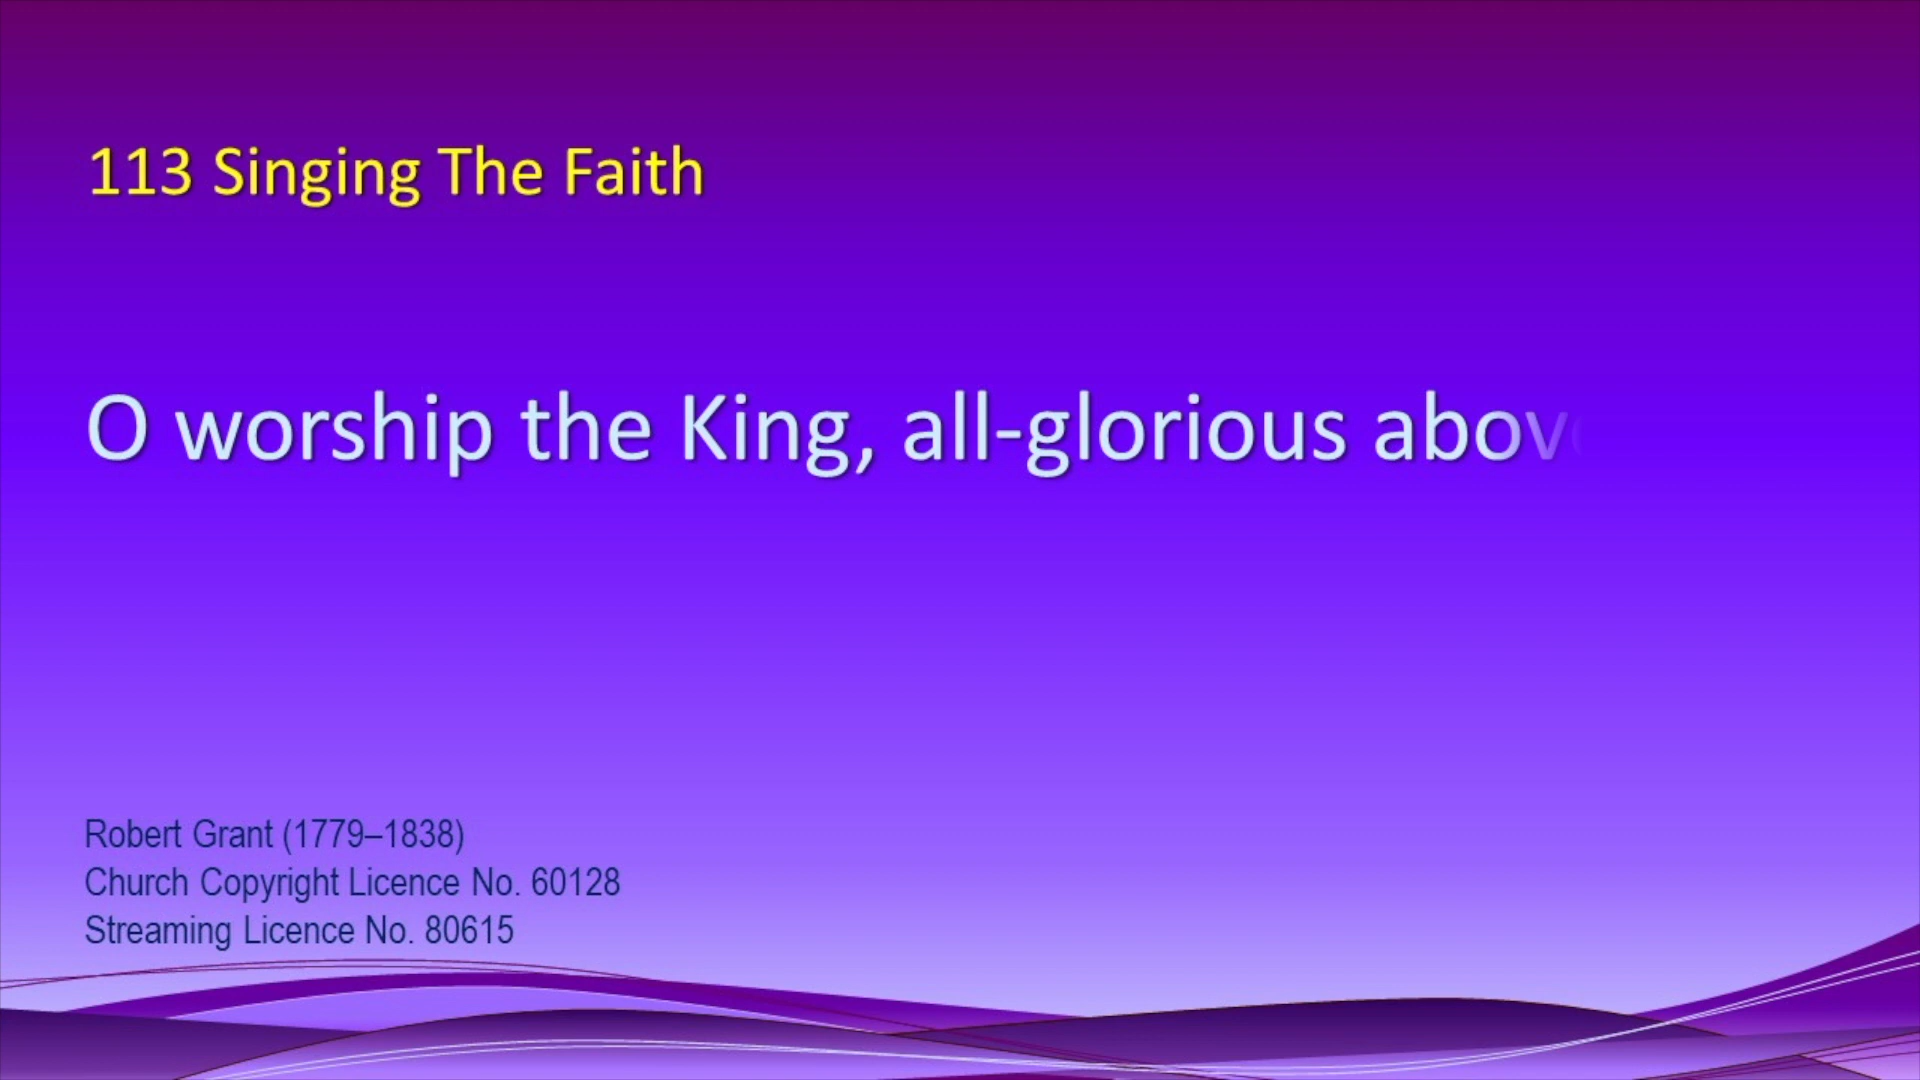 113 Singing The Faith
O worship the King, all-glorious above
Robert Grant (1779–1838)
Church Copyright Licence No. 60128
Streaming Licence No. 80615